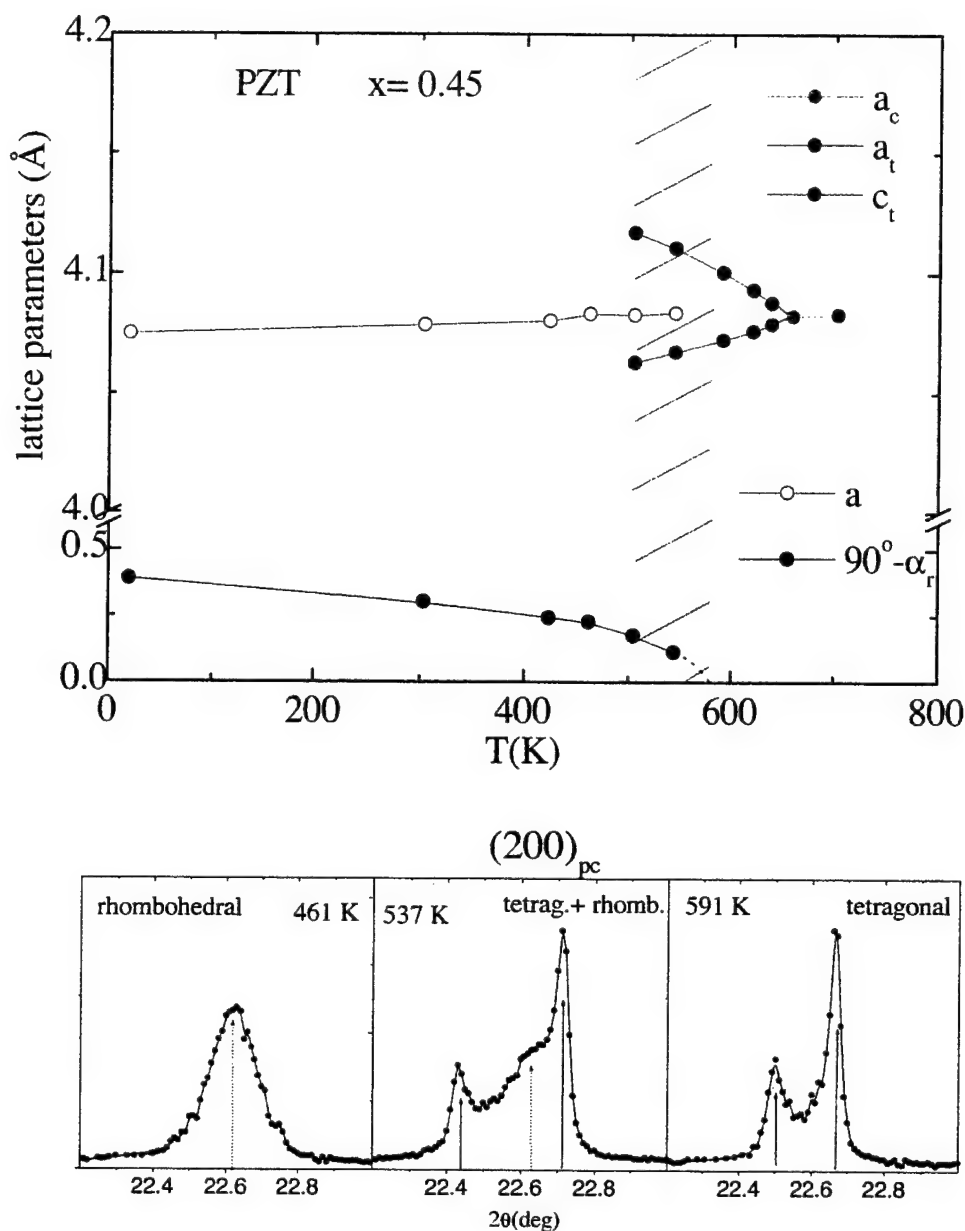 PZT x= 0.45
4.2
a_c
a_t
c_t
lattice parameters (Å)
4.1
a
4.0
0.5
90°-α_r
0.0
0 200 400 600 800
T(K)
(200)_pc
rhombohedral 461 K
537 K tetrag.+ rhomb.
591 K tetragonal
22.4 22.6 22.8 22.4 22.6 22.8 22.4 22.6 22.8
2θ(deg)